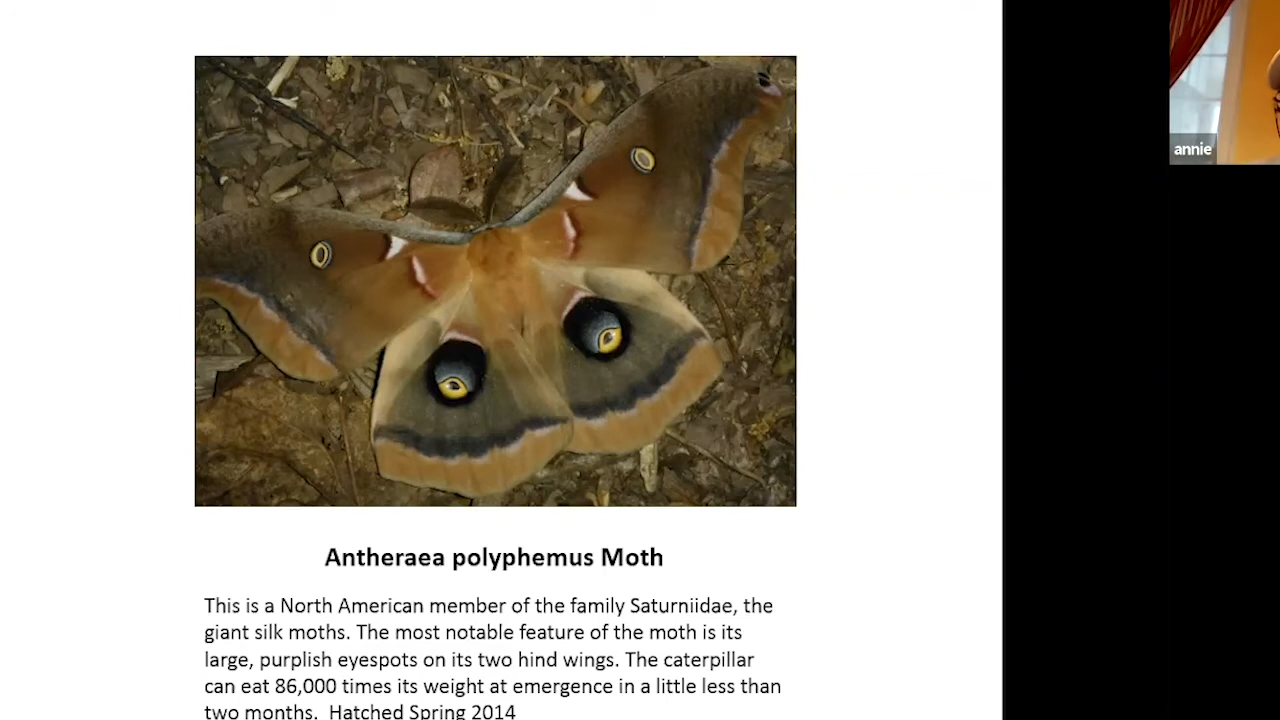 annie
Antheraea polyphemus Moth
This is a North American member of the family Saturniidae, the
giant silk moths. The most notable feature of the moth is its
large, purplish eyespots on its two hind wings. The caterpillar
can eat 86,000 times its weight at emergence in a little less than
two months.  Hatched Spring 2014